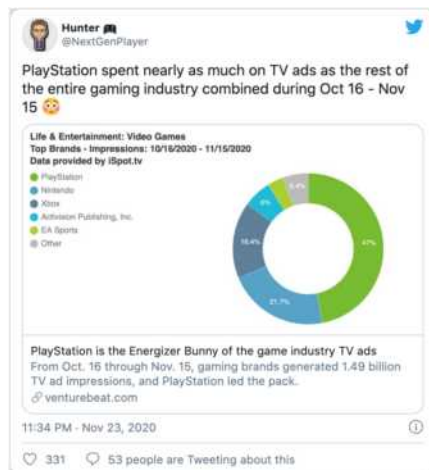 Hunter 🎮
@NextGenPlayer
PlayStation spent nearly as much on TV ads as the rest of
the entire gaming industry combined during Oct 16 - Nov
15 😳
Life & Entertainment: Video Games
Top Brands - Impressions: 10/16/2020 - 11/15/2020
Data provided by iSpot.tv
PlayStation
Nintendo
Xbox
Activision Publishing, Inc.
EA Sports
Other
47%
21.7%
16.4%
6%
PlayStation is the Energizer Bunny of the game industry TV ads
From Oct. 16 through Nov. 15, gaming brands generated 1.49 billion
TV ad impressions, and PlayStation led the pack.
venturebeat.com
11:34 PM · Nov 23, 2020
331
53 people are Tweeting about this